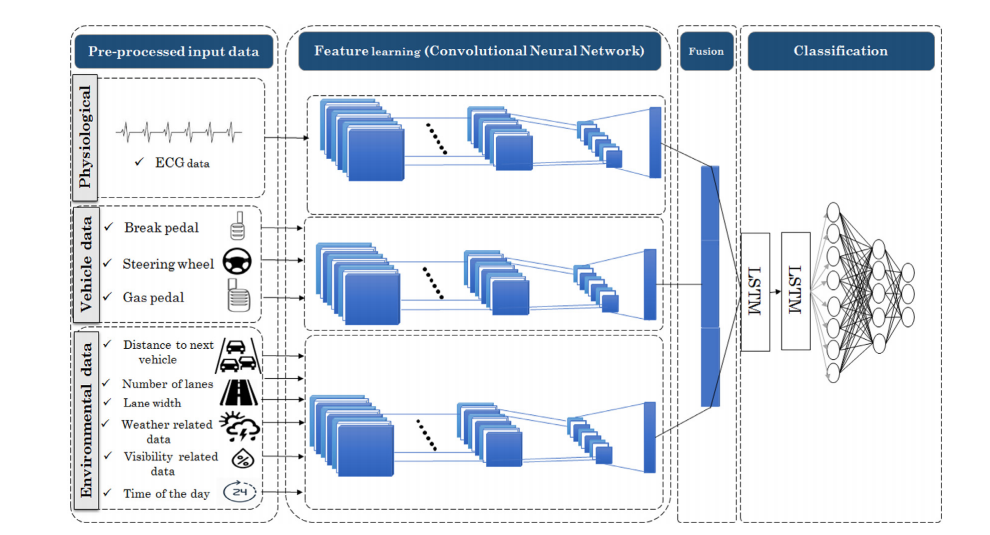 Pre-processed input data
Feature learning (Convolutional Neural Network)
Fusion
Classification
Physiological
✓ ECG data
Vehicle data
✓ Break pedal
✓ Steering wheel
✓ Gas pedal
Environmental data
✓ Distance to next
vehicle
✓ Number of lanes
✓ Lane width
✓ Weather related
data
✓ Visibility related
data
✓ Time of the day
24
LSTM
LSTM